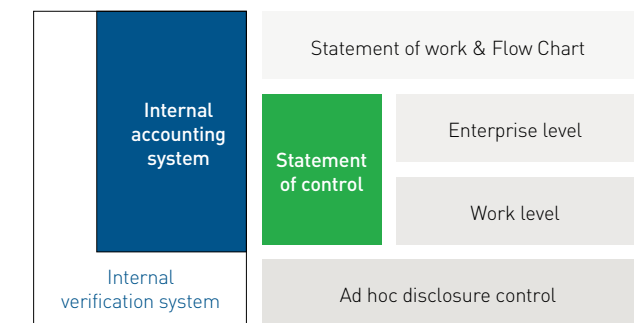 Internal
accounting
system
Internal
verification system
Statement of work & Flow Chart
Statement
of control
Enterprise level
Work level
Ad hoc disclosure control